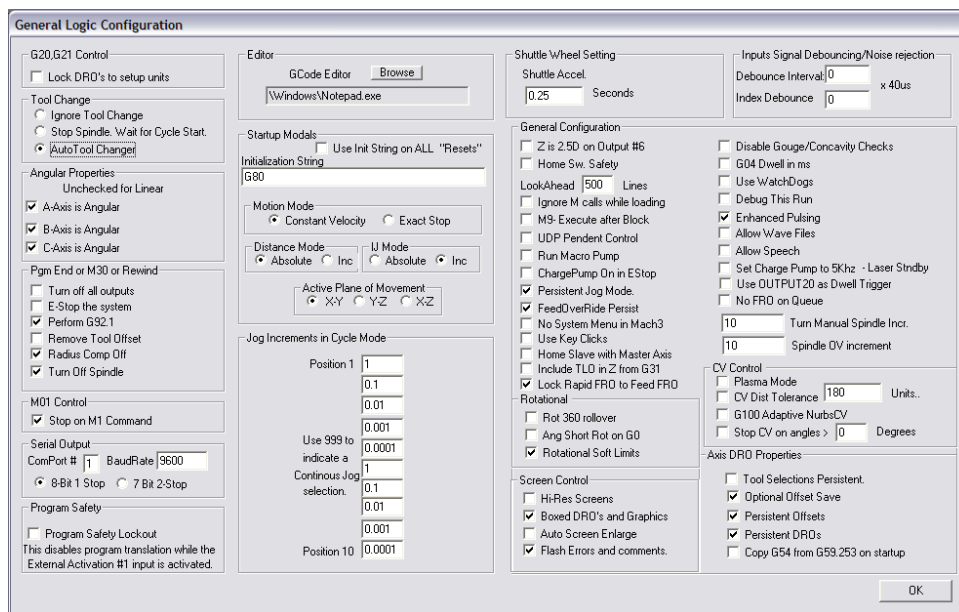 General Logic Configuration
G20,G21 Control
Lock DRO's to setup units
Tool Change
Ignore Tool Change
Stop Spindle. Wait for Cycle Start.
AutoTool Changer
Angular Properties
Unchecked for Linear
A-Axis is Angular
B-Axis is Angular
C-Axis is Angular
Pgm End or M30 or Rewind
Turn off all outputs
E-Stop the system
Perform G92.1
Remove Tool Offset
Radius Comp Off
Turn Off Spindle
M01 Control
Stop on M1 Command
Serial Output
ComPort # 1 BaudRate 9600
8-Bit 1 Stop 7 Bit 2-Stop
Program Safety
Program Safety Lockout
This disables program translation while the
External Activation #1 input is activated.
Editor
GCode Editor Browse
\Windows\Notepad.exe
Startup Modals
Use Init String on ALL "Resets"
Initialization String
G80
Motion Mode
Constant Velocity Exact Stop
Distance Mode
Absolute Inc
IJ Mode
Absolute Inc
Active Plane of Movement
X-Y Y-Z X-Z
Jog Increments in Cycle Mode
Position 1 1
0.1
0.01
0.001
Use 999 to 0.0001
indicate a
Continous Jog 1
selection. 0.1
0.01
0.001
Position 10 0.0001
Shuttle Wheel Setting
Shuttle Accel.
0.25 Seconds
Inputs Signal Debouncing/Noise rejection
Debounce Interval: 0 x 40us
Index Debounce 0
General Configuration
Z is 2.5D on Output #6
Home Sw. Safety
LookAhead 500 Lines
Ignore M calls while loading
M9- Execute after Block
UDP Pendent Control
Run Macro Pump
ChargePump On in EStop
Persistent Jog Mode.
FeedOverRide Persist
No System Menu in Mach3
Use Key Clicks
Home Slave with Master Axis
Include TLO in Z from G31
Lock Rapid FRO to Feed FRO
Disable Gouge/Concavity Checks
G04 Dwell in ms
Use WatchDogs
Debug This Run
Enhanced Pulsing
Allow Wave Files
Allow Speech
Set Charge Pump to 5Khz - Laser Stndby
Use OUTPUT20 as Dwell Trigger
No FRO on Queue
10 Turn Manual Spindle Incr.
10 Spindle OV increment
Rotational
Rot 360 rollover
Ang Short Rot on G0
Rotational Soft Limits
CV Control
Plasma Mode
CV Dist Tolerance 180 Units..
G100 Adaptive NurbsCV
Stop CV on angles > 0 Degrees
Screen Control
Hi-Res Screens
Boxed DRO's and Graphics
Auto Screen Enlarge
Flash Errors and comments.
Axis DRO Properties
Tool Selections Persistent.
Optional Offset Save
Persistent Offsets
Persistent DROs
Copy G54 from G59.253 on startup
OK